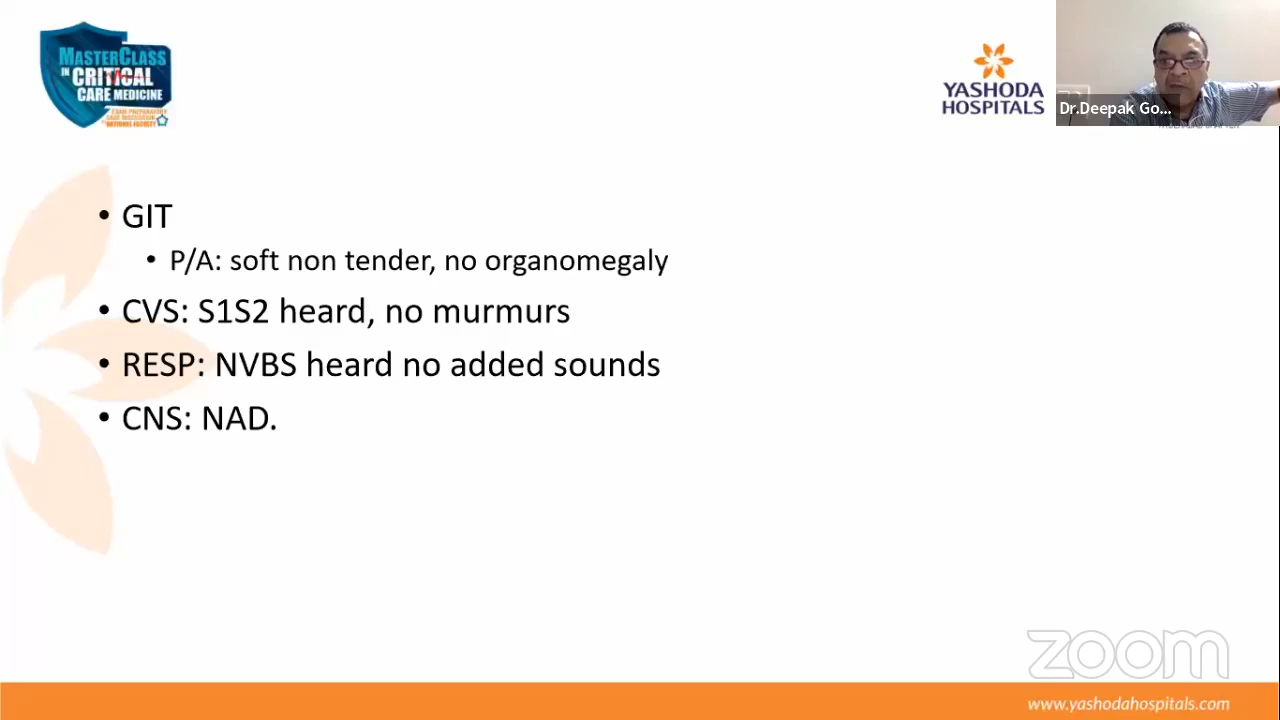 MASTERCLASS
IN CRITICAL
CARE MEDICINE
YASHODA
HOSPITALS
Dr.Deepak Go...
• GIT
• P/A: soft non tender, no organomegaly
• CVS: S1S2 heard, no murmurs
• RESP: NVBS heard no added sounds
• CNS: NAD.
zoom
www.yashodahospitals.com